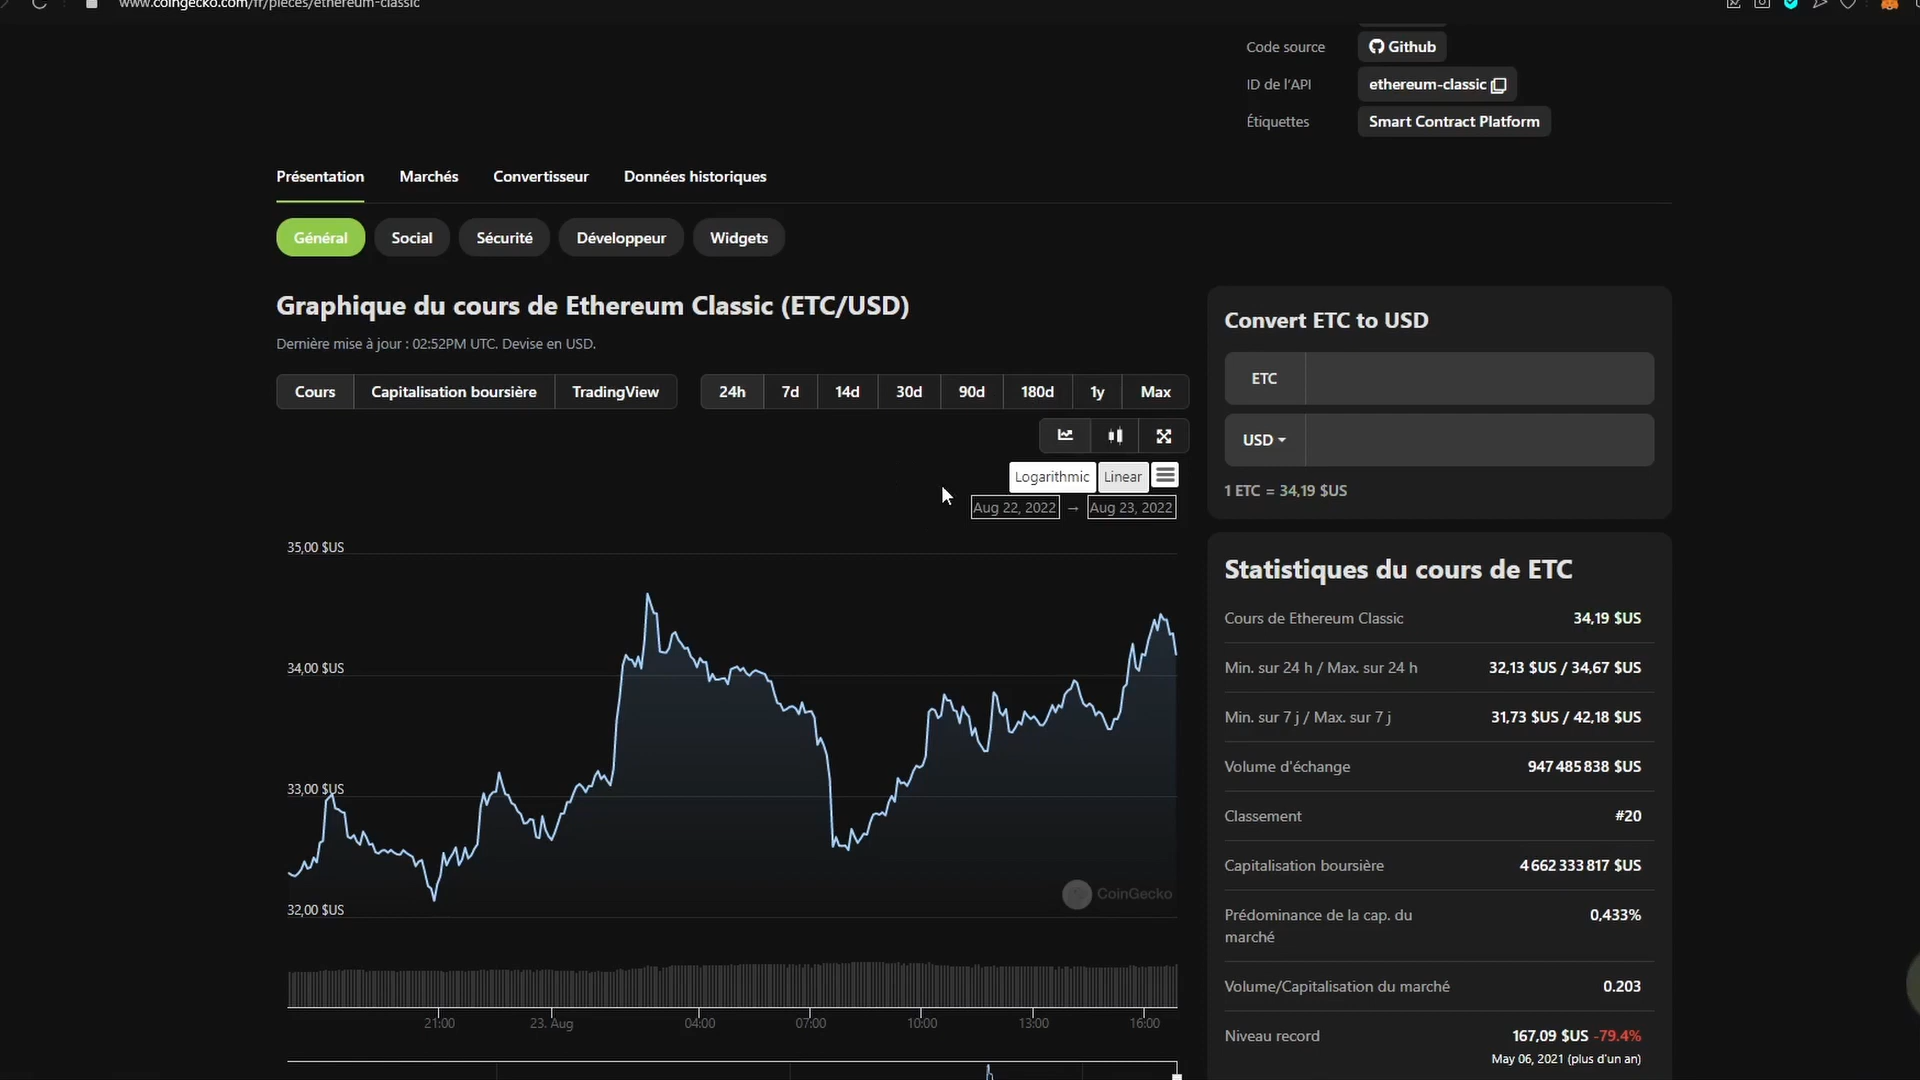 www.coingecko.com/fr/pieces/ethereum-classic
Code source Github
ID de l'API ethereum-classic
Étiquettes Smart Contract Platform
Présentation Marchés Convertisseur Données historiques
Général Social Sécurité Développeur Widgets
Graphique du cours de Ethereum Classic (ETC/USD)
Dernière mise à jour : 02:52PM UTC. Devise en USD.
Cours Capitalisation boursière TradingView 24h 7d 14d 30d 90d 180d 1y Max
Logarithmic Linear
Aug 22, 2022 → Aug 23, 2022
35,00 $US
34,00 $US
33,00 $US
32,00 $US
CoinGecko
21:00 23. Aug 04:00 07:00 10:00 13:00 16:00
Convert ETC to USD
ETC
USD
1 ETC = 34,19 $US
Statistiques du cours de ETC
Cours de Ethereum Classic 34,19 $US
Min. sur 24 h / Max. sur 24 h 32,13 $US / 34,67 $US
Min. sur 7 j / Max. sur 7 j 31,73 $US / 42,18 $US
Volume d'échange 947 485 838 $US
Classement #20
Capitalisation boursière 4 662 333 817 $US
Prédominance de la cap. du 0,433%
marché
Volume/Capitalisation du marché 0.203
Niveau record 167,09 $US -79.4%
May 06, 2021 (plus d'un an)